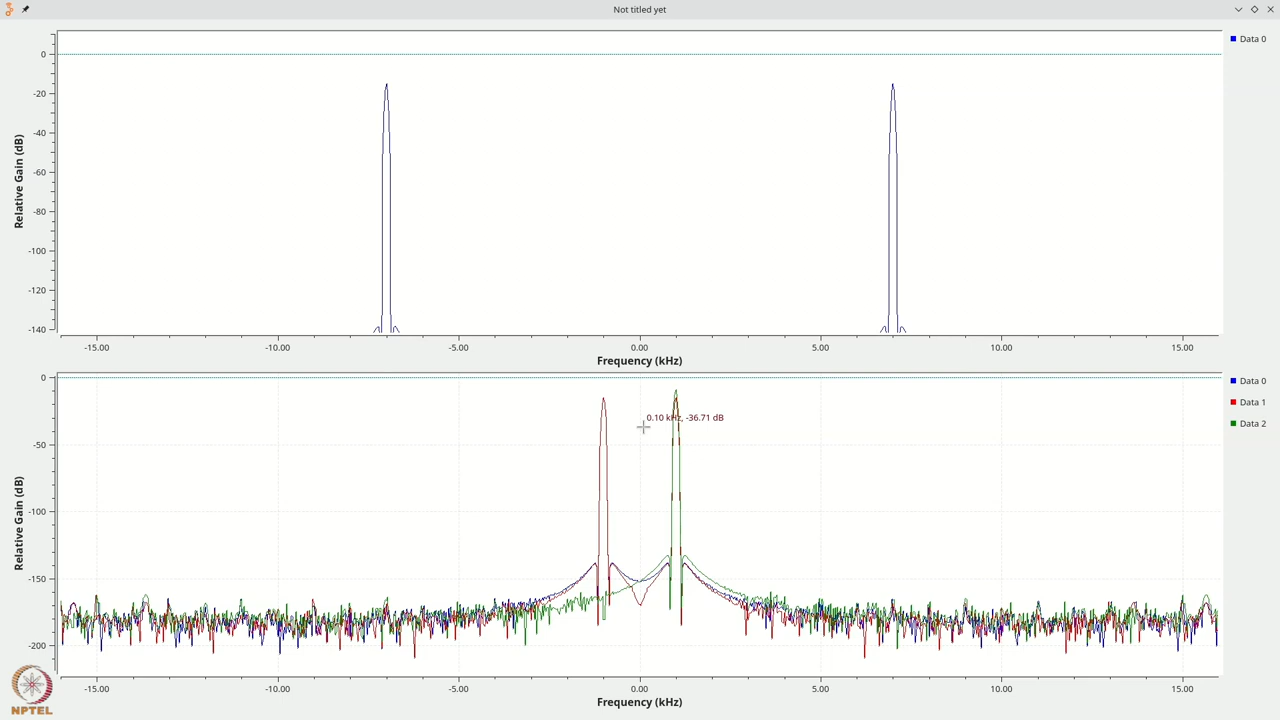 Not titled yet
Data 0
Relative Gain (dB)
0
-20
-40
-60
-80
-100
-120
-140
-15.00 -10.00 -5.00 0.00 5.00 10.00 15.00
Frequency (kHz)
Data 0
Data 1
Data 2
Relative Gain (dB)
0
-50
-100
-150
-200
0.10 kHz, -36.71 dB
-15.00 -10.00 -5.00 0.00 5.00 10.00 15.00
Frequency (kHz)
NPTEL